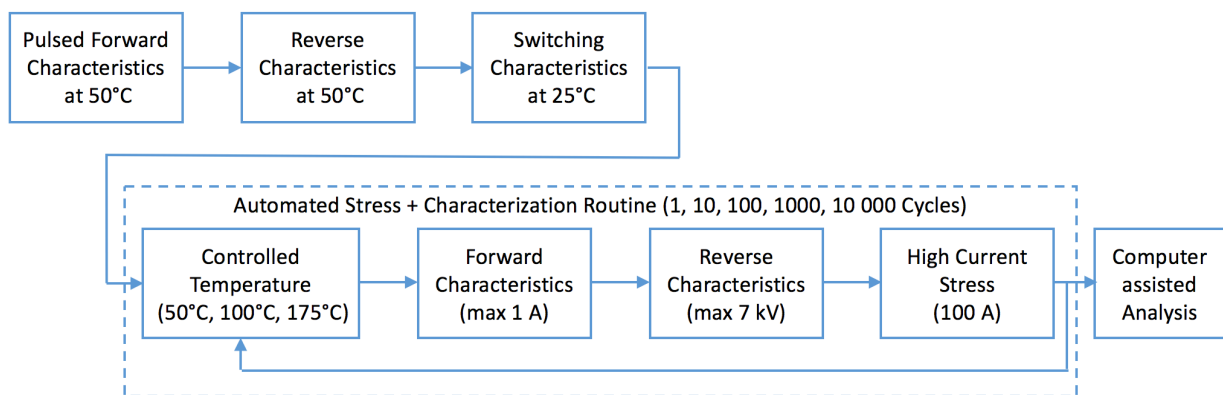 Pulsed Forward
Characteristics
at 50°C
Reverse
Characteristics
at 50°C
Switching
Characteristics
at 25°C
Automated Stress + Characterization Routine (1, 10, 100, 1000, 10 000 Cycles)
Controlled
Temperature
(50°C, 100°C, 175°C)
Forward
Characteristics
(max 1 A)
Reverse
Characteristics
(max 7 kV)
High Current
Stress
(100 A)
Computer
assisted
Analysis